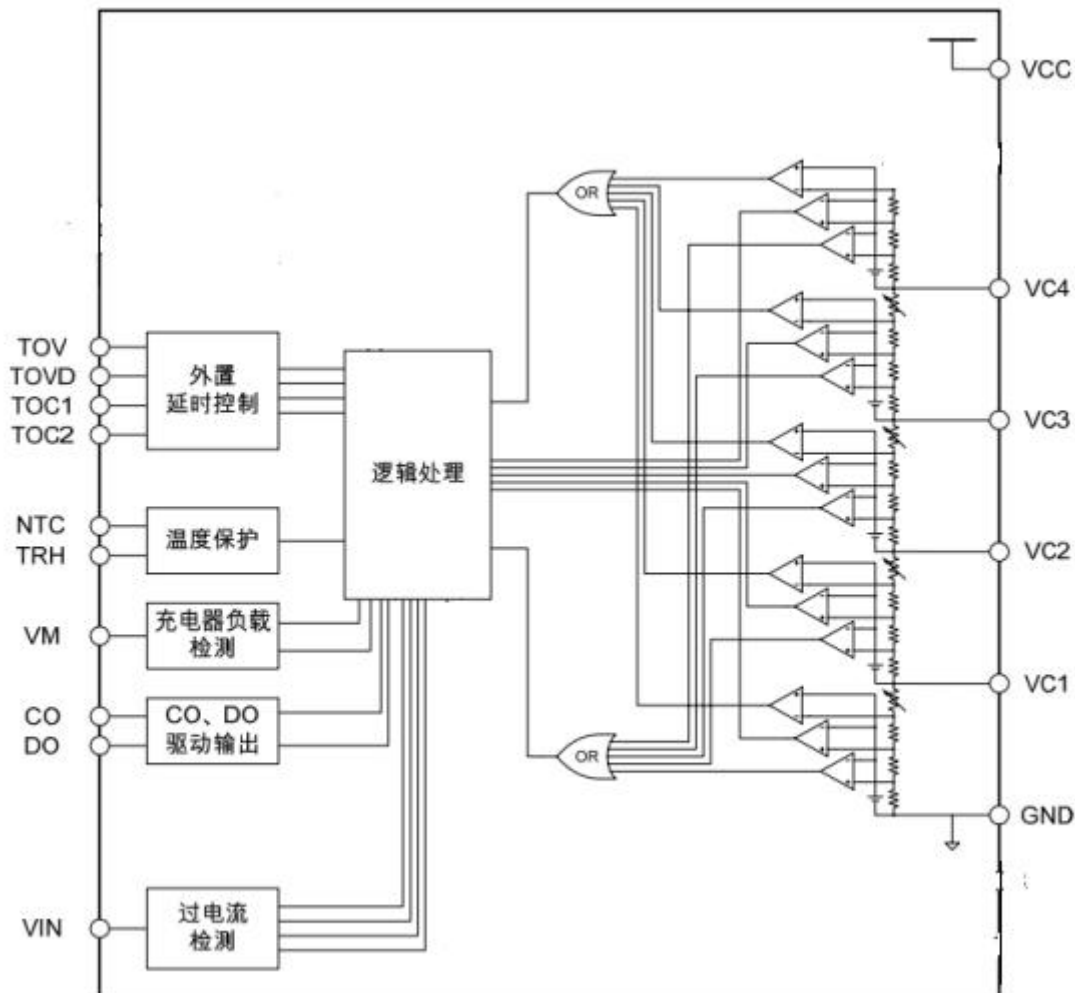 VCC
OR
VC4
TOV
TOVD
TOC1
TOC2
外置
延时控制
逻辑处理
VC3
NTC
TRH
温度保护
VC2
VM
充电器负载
检测
VC1
CO
DO
CO、DO
驱动输出
OR
GND
VIN
过电流
检测